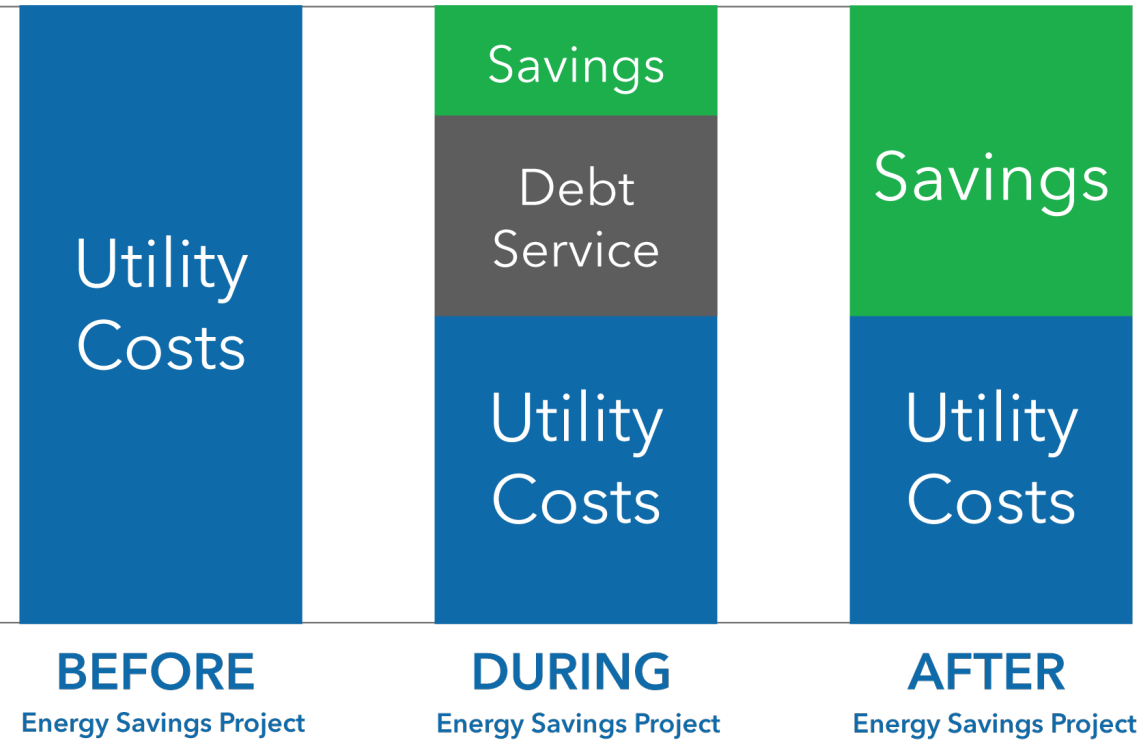 Utility
Costs
BEFORE
Energy Savings Project
Savings
Debt
Service
Utility
Costs
DURING
Energy Savings Project
Savings
Utility
Costs
AFTER
Energy Savings Project